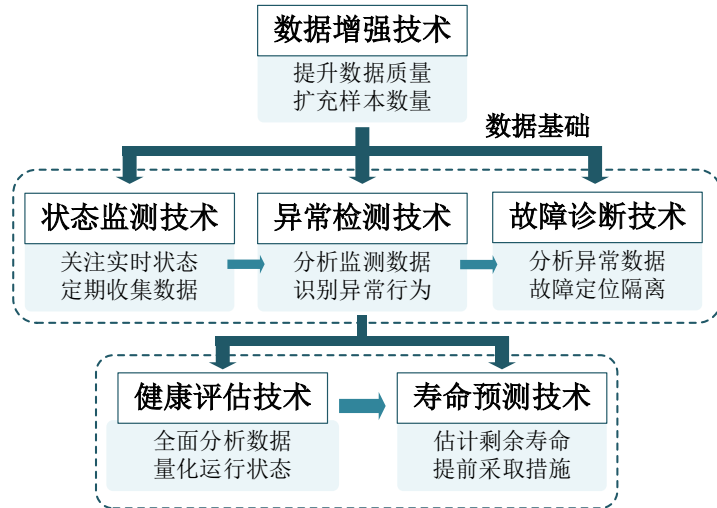 数据增强技术
提升数据质量
扩充样本数量
数据基础
状态监测技术
关注实时状态
定期收集数据
异常检测技术
分析监测数据
识别异常行为
故障诊断技术
分析异常数据
故障定位隔离
健康评估技术
全面分析数据
量化运行状态
寿命预测技术
估计剩余寿命
提前采取措施